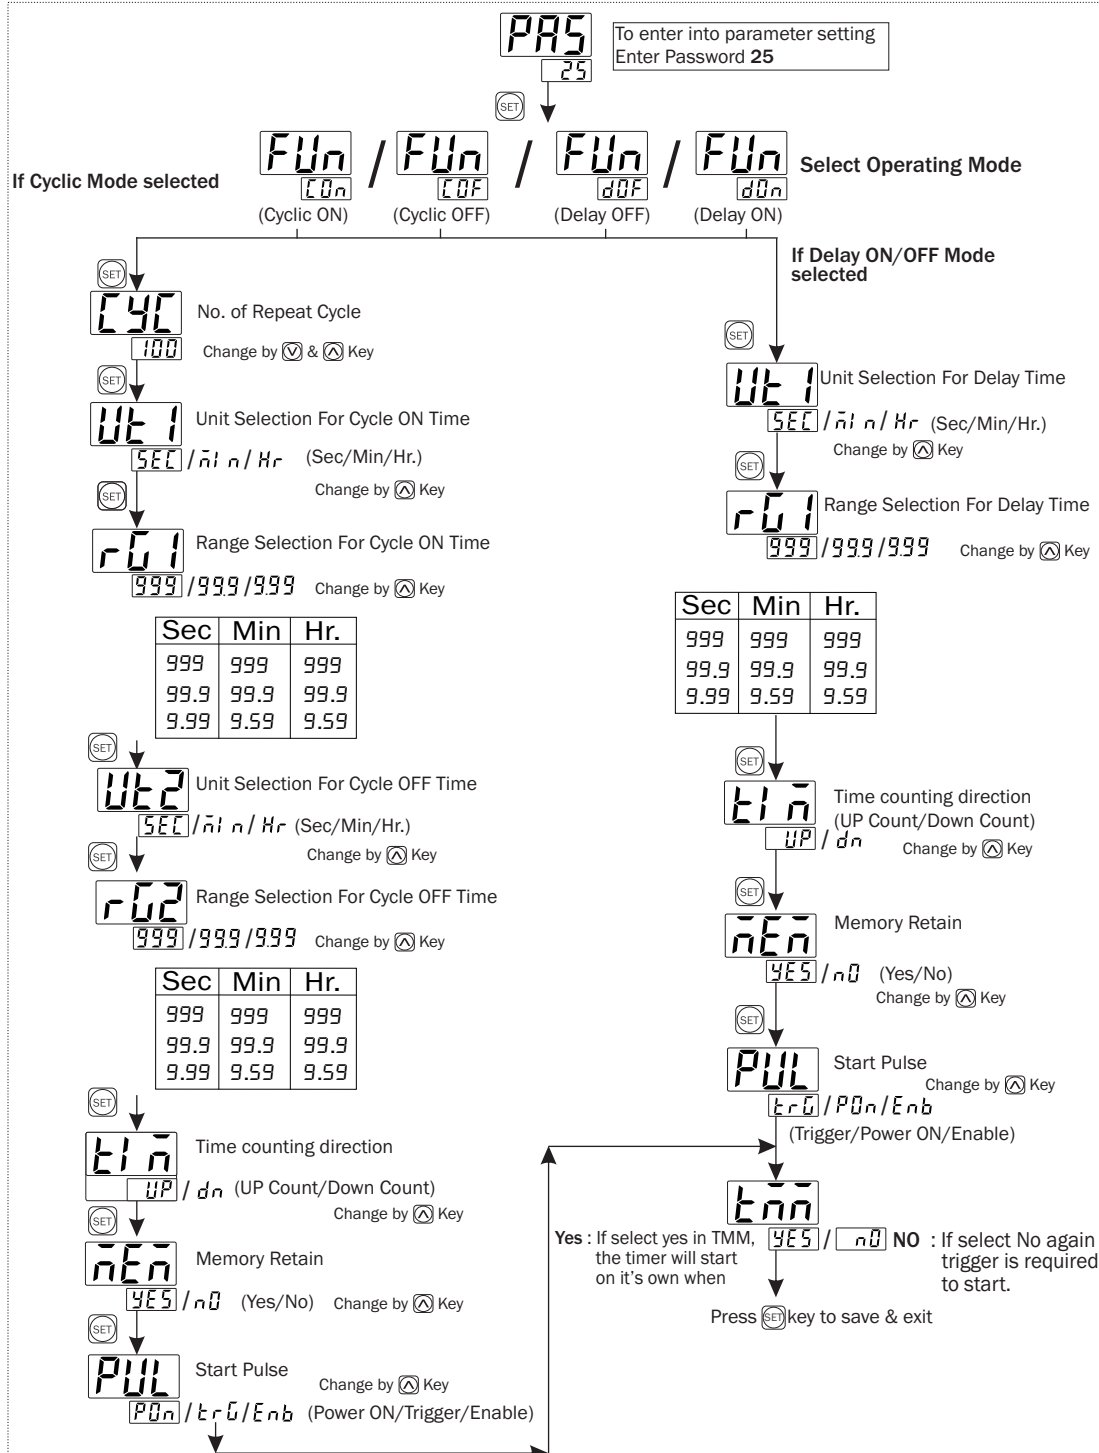 PAS
25
To enter into parameter setting
Enter Password 25
SET
If Cyclic Mode selected
FUn / FUn / FUn / FUn
COn COF dOF dOn
(Cyclic ON) (Cyclic OFF) (Delay OFF) (Delay ON)
Select Operating Mode
SET
CYC
No. of Repeat Cycle
100
Change by & Key
SET
Ut1
Unit Selection For Cycle ON Time
SEC / min / Hr (Sec/Min/Hr.)
Change by Key
SET
rG1
Range Selection For Cycle ON Time
999 / 99.9 / 9.99 Change by Key
Sec Min Hr.
999 999 999
99.9 99.9 99.9
9.99 9.59 9.59
SET
Ut2
Unit Selection For Cycle OFF Time
SEC / min / Hr (Sec/Min/Hr.)
Change by Key
SET
rG2
Range Selection For Cycle OFF Time
999 / 99.9 / 9.99 Change by Key
Sec Min Hr.
999 999 999
99.9 99.9 99.9
9.99 9.59 9.59
SET
tIm
Time counting direction
UP / dn (UP Count/Down Count)
Change by Key
SET
mEm
Memory Retain
YES / nO (Yes/No) Change by Key
SET
PUL
Start Pulse
Change by Key
POn / trG / Enb (Power ON/Trigger/Enable)
If Delay ON/OFF Mode
selected
SET
Ut1
Unit Selection For Delay Time
SEC / min / Hr (Sec/Min/Hr.)
Change by Key
SET
rG1
Range Selection For Delay Time
999 / 99.9 / 9.99 Change by Key
Sec Min Hr.
999 999 999
99.9 99.9 99.9
9.99 9.59 9.59
SET
tIm
Time counting direction
(UP Count/Down Count)
UP / dn Change by Key
SET
mEm
Memory Retain
YES / nO (Yes/No)
Change by Key
SET
PUL
Start Pulse
Change by Key
trG / POn / Enb
(Trigger/Power ON/Enable)
tmm
YES / nO
Yes : If select yes in TMM,
the timer will start
on it's own when
NO : If select No again
trigger is required
to start.
Press SET key to save & exit